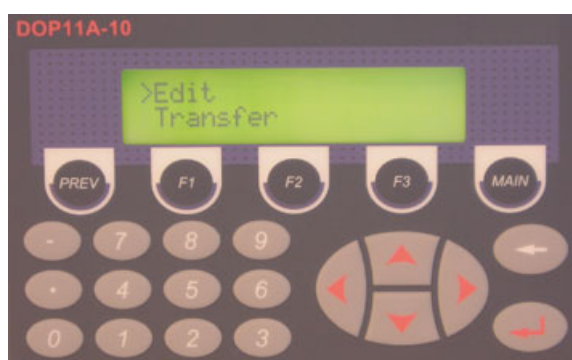 DOP11A-10
>Edit
Transfer
PREV F1 F2 F3 MAIN
- 7 8 9
. 4 5 6
0 1 2 3